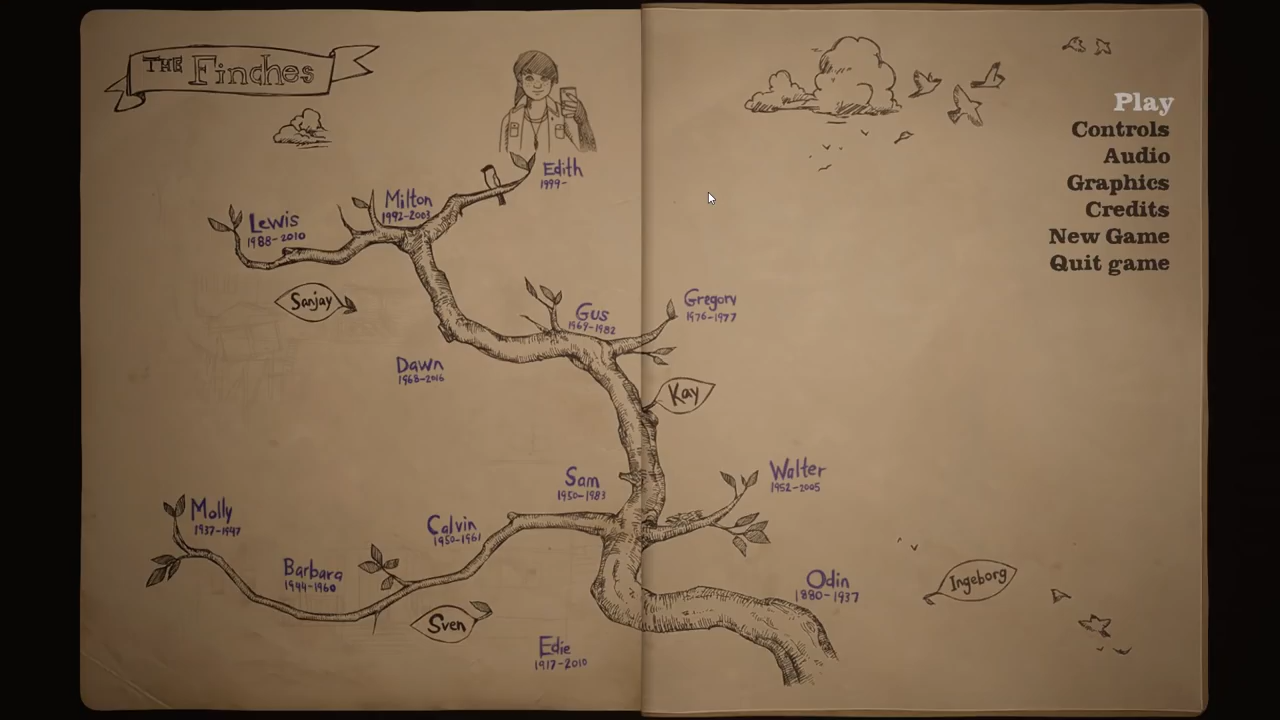 THE Finches
Edith
1999-
Milton
1992-2003
Lewis
1988-2010
Sanjay
Gus
1969-1982
Gregory
1976-1977
Dawn
1968-2016
Kay
Sam
1950-1983
Walter
1952-2005
Molly
1937-1947
Calvin
1950-1961
Barbara
1944-1960
Sven
Odin
1880-1937
Ingeborg
Edie
1917-2010
Play
Controls
Audio
Graphics
Credits
New Game
Quit game